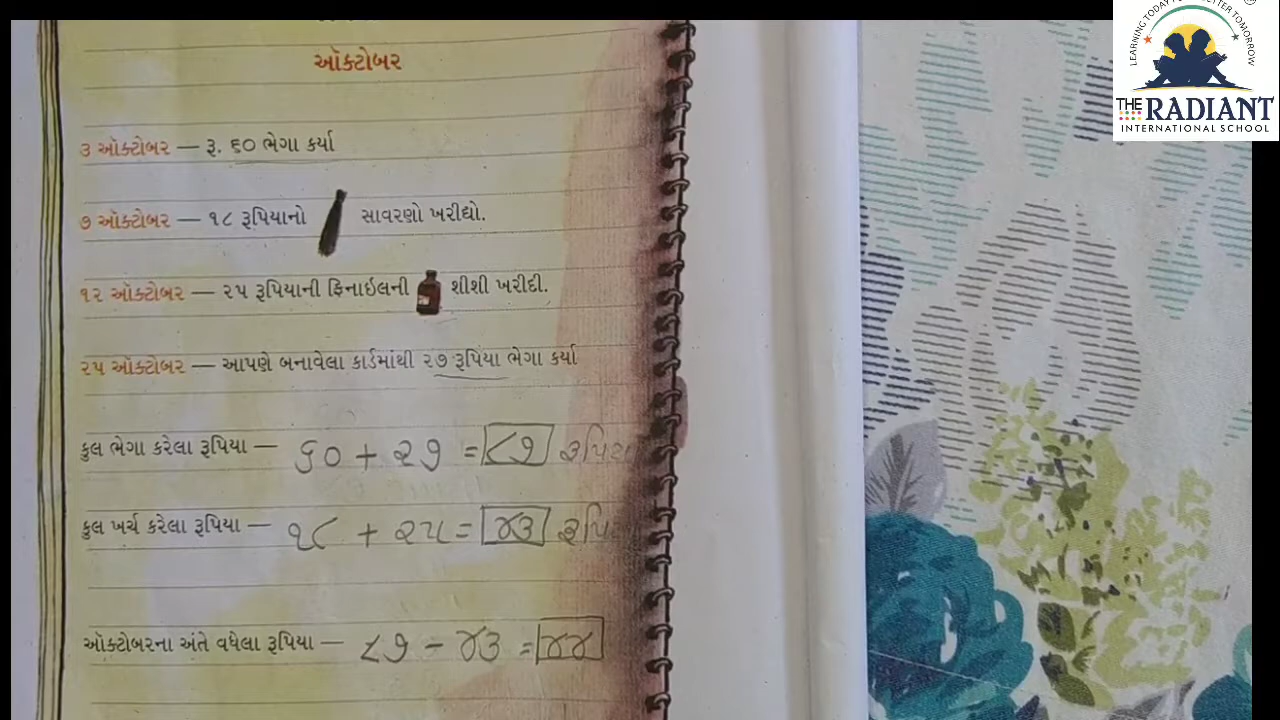 ઑક્ટોબર
૩ ઑક્ટોબર — રૂ. ૬૦ ભેગા કર્યા
૭ ઑક્ટોબર — ૧૮ રૂપિયાનો સાવરણો ખરીદ્યો.
૧૨ ઑક્ટોબર — ૨૫ રૂપિયાની ફિનાઇલની શીશી ખરીદી.
૨૫ ઑક્ટોબર — આપણે બનાવેલા કાર્ડમાંથી ૨૭ રૂપિયા ભેગા કર્યા
કુલ ભેગા કરેલા રૂપિયા — ૬૦ + ૨૭ = ૮૭
કુલ ખર્ચ કરેલા રૂપિયા — ૧૮ + ૨૫ = ૪૩
ઑક્ટોબરના અંતે વધેલા રૂપિયા — ૮૭ - ૪૩ = ૪૪
THE RADIANT
INTERNATIONAL SCHOOL